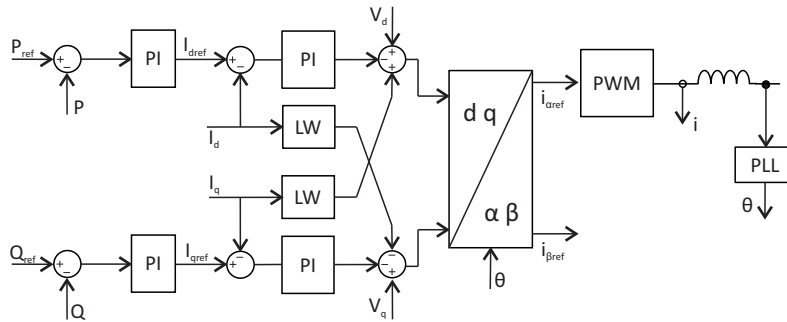 V_d
P_ref
+
−
PI
I_dref
+
−
PI
−
+
+
P
d q
i_αref
PWM
i
I_d
LW
PLL
I_q
LW
α β
θ
Q_ref
+
−
PI
I_qref
+
−
PI
−
−
+
i_βref
Q
V_q
θ